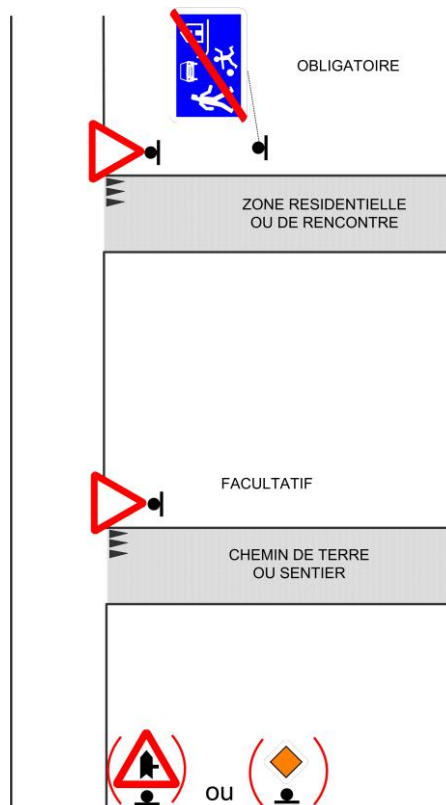 OBLIGATOIRE
ZONE RESIDENTIELLE
OU DE RENCONTRE
FACULTATIF
CHEMIN DE TERRE
OU SENTIER
ou